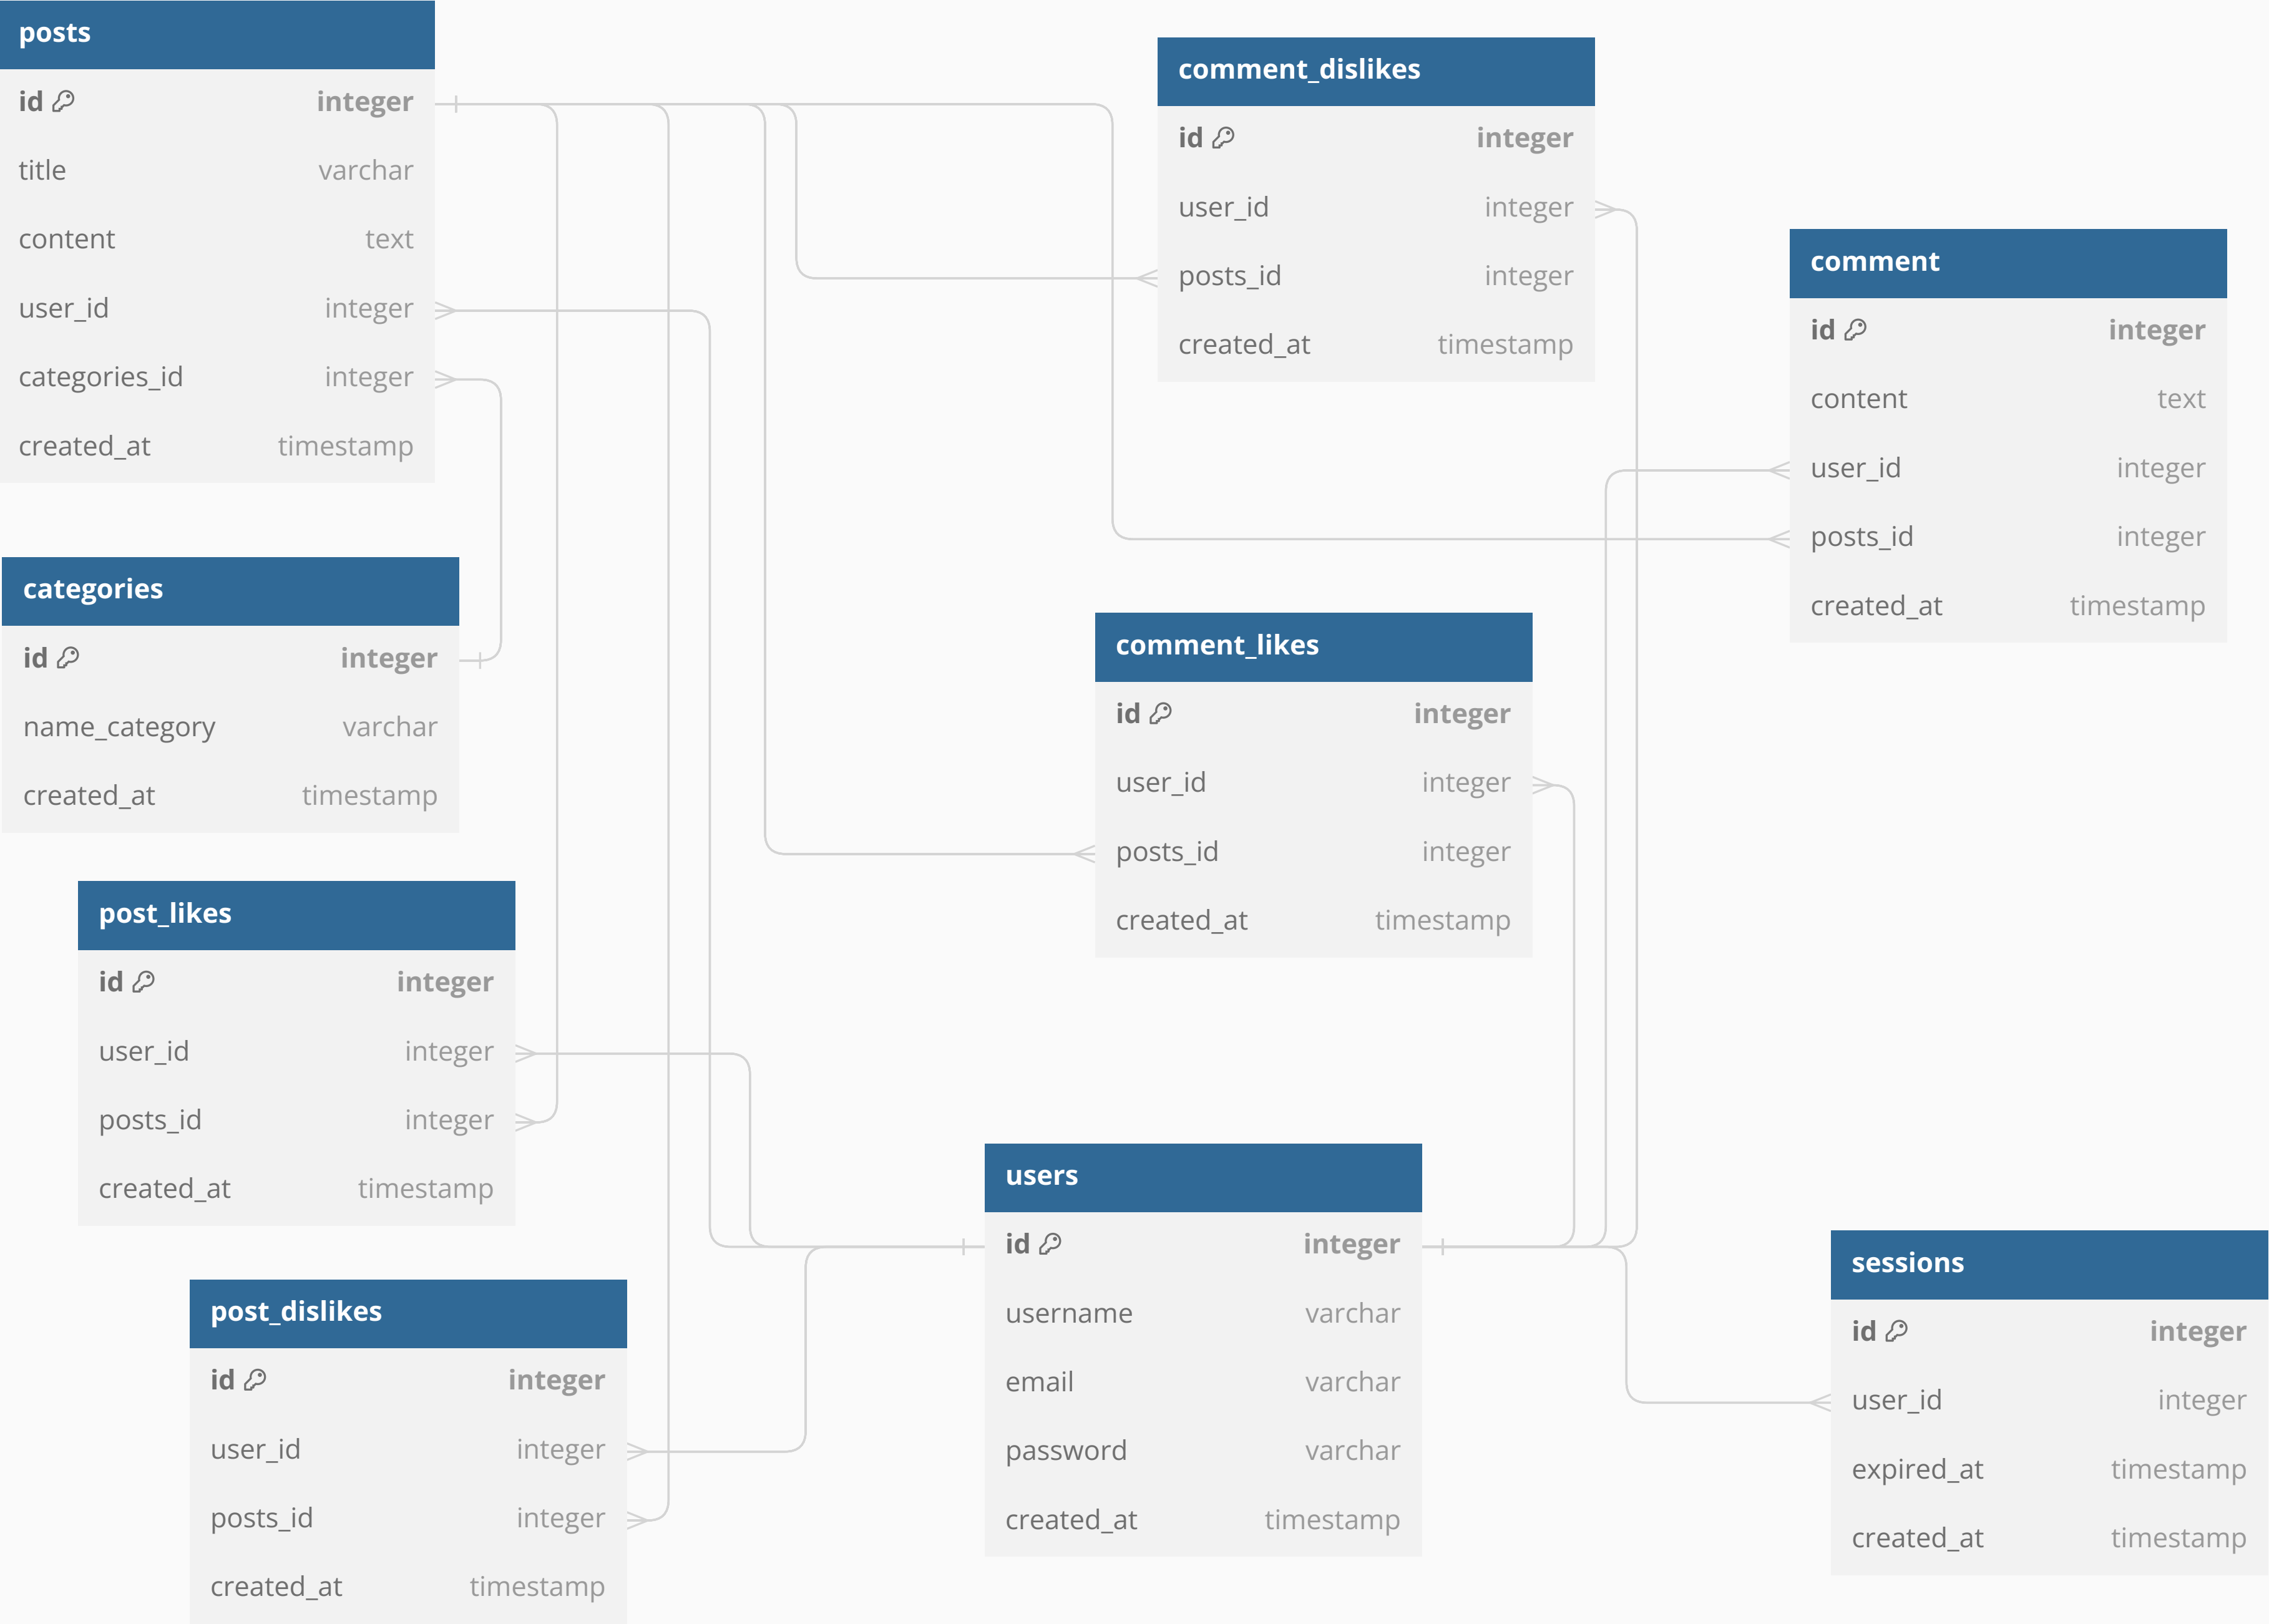 posts
id integer
title varchar
content text
user_id integer
categories_id integer
created_at timestamp
categories
id integer
name_category varchar
created_at timestamp
post_likes
id integer
user_id integer
posts_id integer
created_at timestamp
post_dislikes
id integer
user_id integer
posts_id integer
created_at timestamp
comment_dislikes
id integer
user_id integer
posts_id integer
created_at timestamp
comment_likes
id integer
user_id integer
posts_id integer
created_at timestamp
users
id integer
username varchar
email varchar
password varchar
created_at timestamp
comment
id integer
content text
user_id integer
posts_id integer
created_at timestamp
sessions
id integer
user_id integer
expired_at timestamp
created_at timestamp